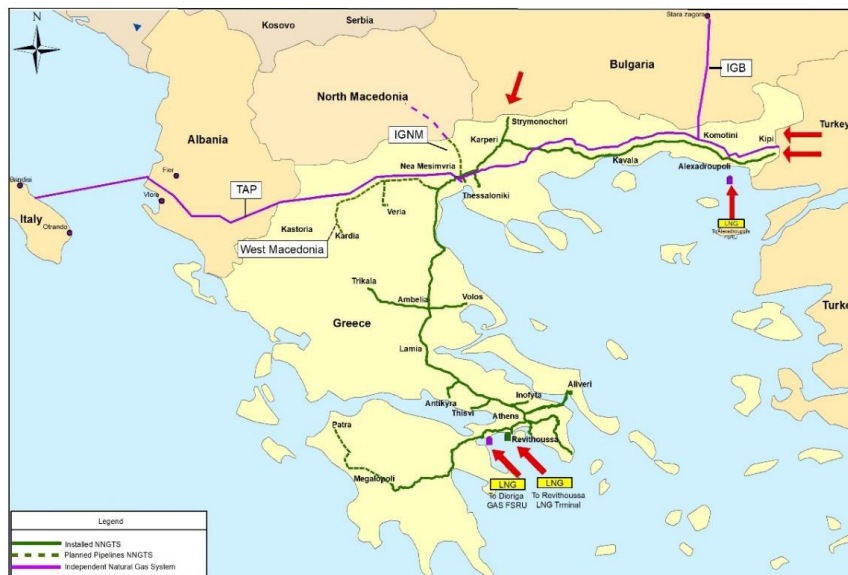 Kosovo
Serbia
Stara zagora
Bulgaria
IGB
North Macedonia
Turkey
Strymonochori
Albania
IGNM
Karperi
Komotini
Kipi
Nea Mesimvria
Kavala
Alexadroupoli
Fier
Thessaloniki
Vlore
TAP
Italy
Otrando
Kastoria
Veria
LNG
West Macedonia
Kardia
Trikala
Ambelia
Volos
Turkey
Greece
Lamia
Aliveri
Antikyra
Inofyta
Thisvi
Athens
Patra
Revithoussa
Megalopoli
LNG
To Dioriga
GAS FSRU
LNG
To Revithoussa
LNG Trminal
Legend
Installed NNGTS
Planned Pipelines NNGTS
Independent Natural Gas System